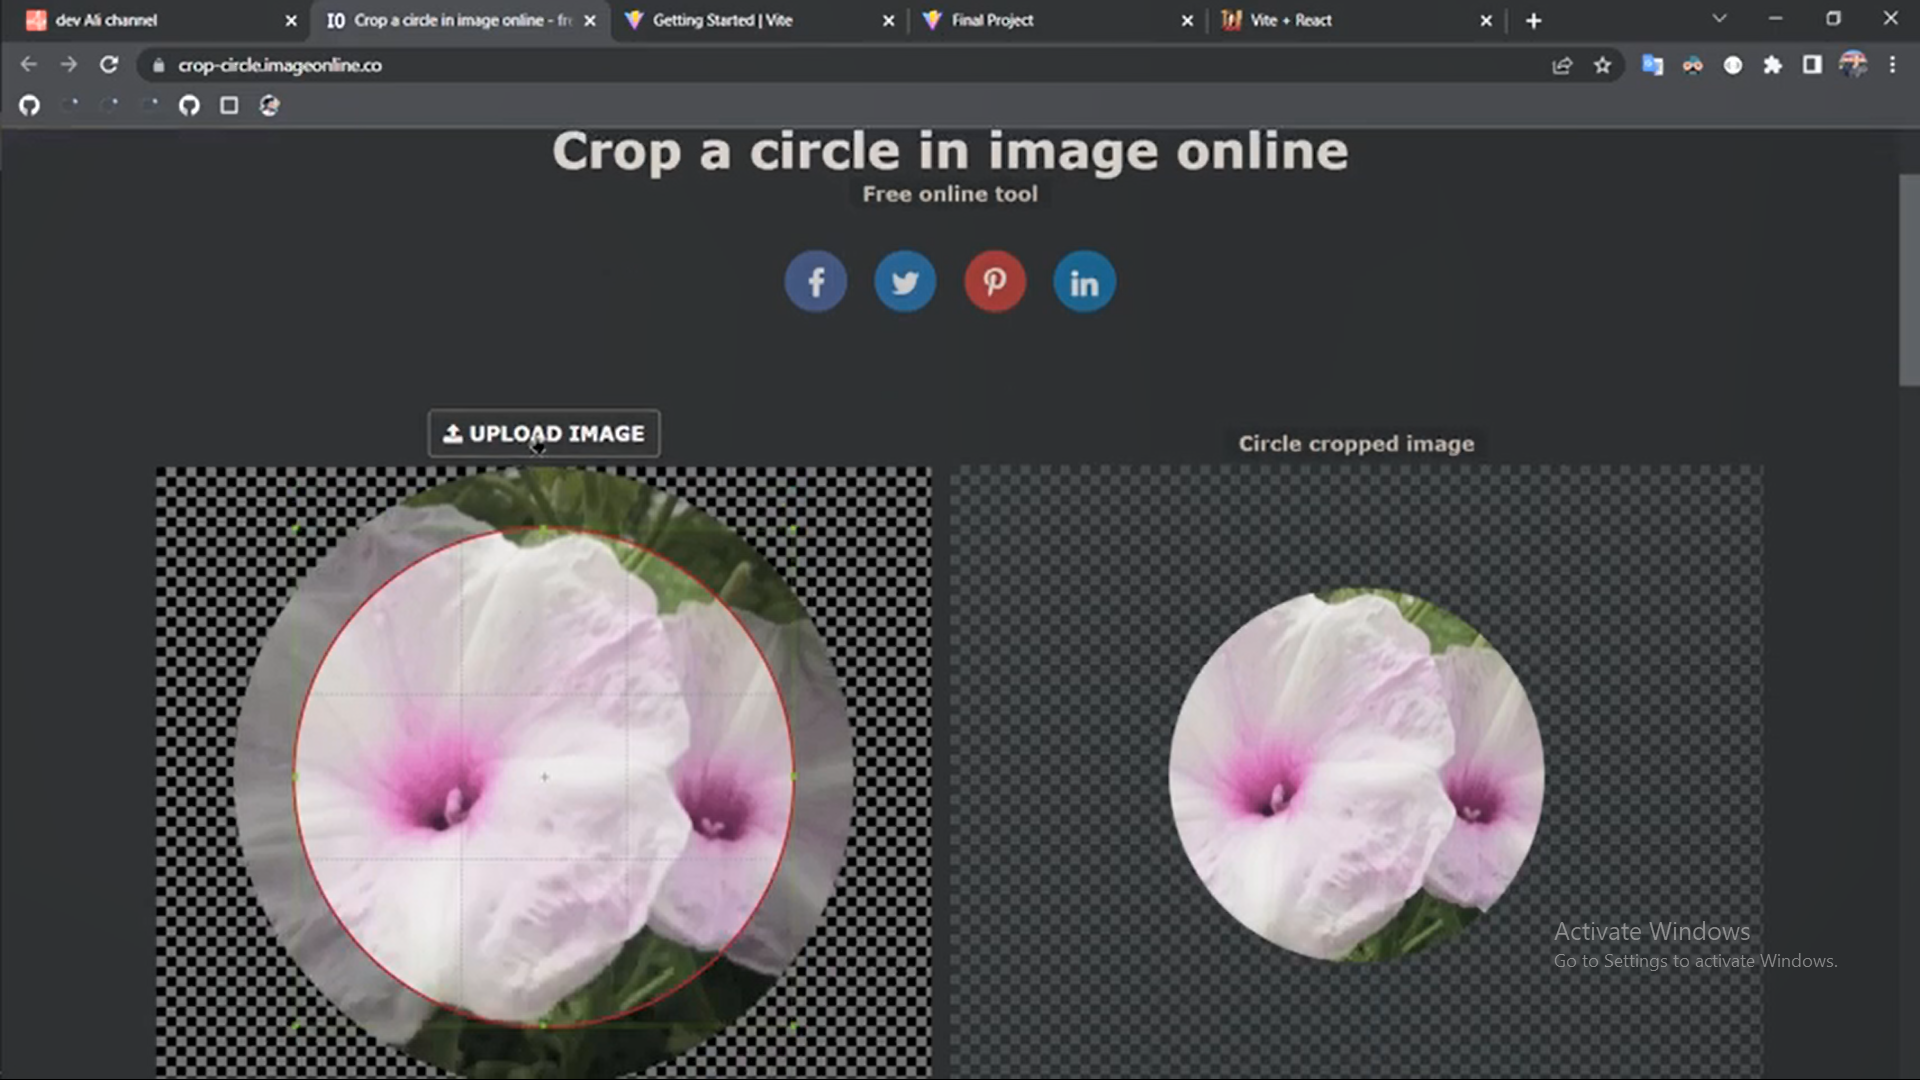 dev Ali channel
IO Crop a circle in image online - fr
Getting Started | Vite
Final Project
Vite + React
crop-circle.imageonline.co
Crop a circle in image online
Free online tool
UPLOAD IMAGE
Circle cropped image
Activate Windows
Go to Settings to activate Windows.